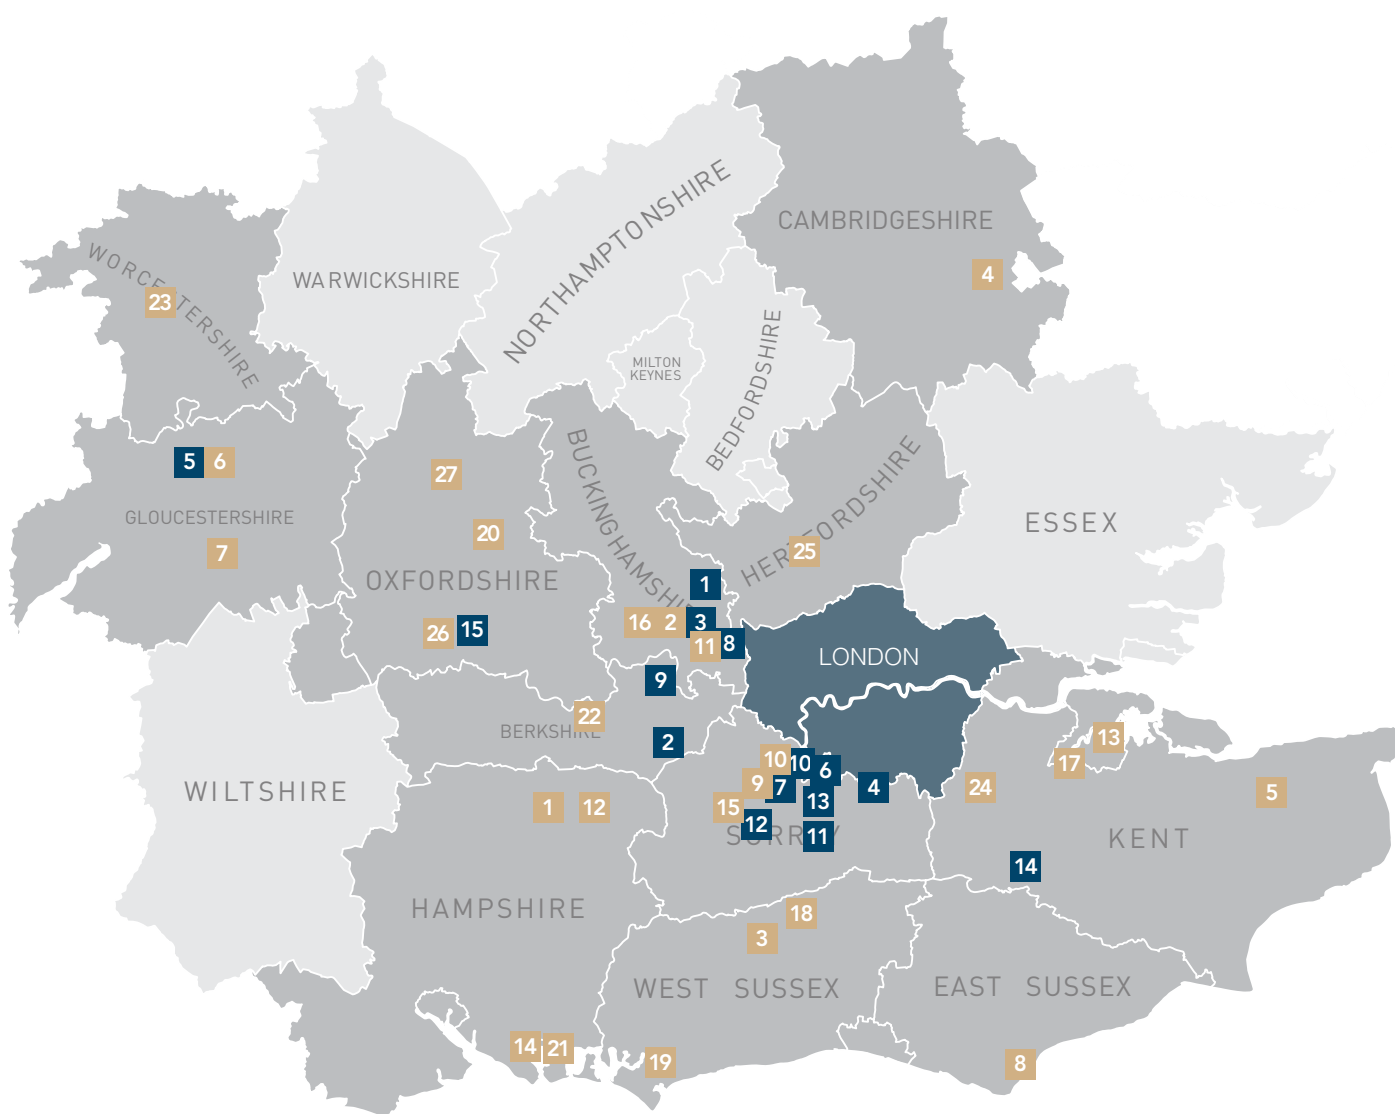 CAMBRIDGESHIRE
NORTHAMPTONSHIRE
WORCESTERSHIRE
WARWICKSHIRE
4
23
BEDFORDSHIRE
MILTON
KEYNES
BUCKINGHAMSHI
HERTFORDSHIRE
5 6
27
GLOUCESTERSHIRE
ESSEX
20
7
25
OXFORDSHIRE
1
16 2 3
26 15
11 8
LONDON
9
22
BERKSHIRE
2
13
10 10 6
17
9 7 4
24
5
WILTSHIRE
1 12
15
13
12
SURREY
11
KENT
14
HAMPSHIRE
18
3
WEST SUSSEX
EAST SUSSEX
14 21
19
8